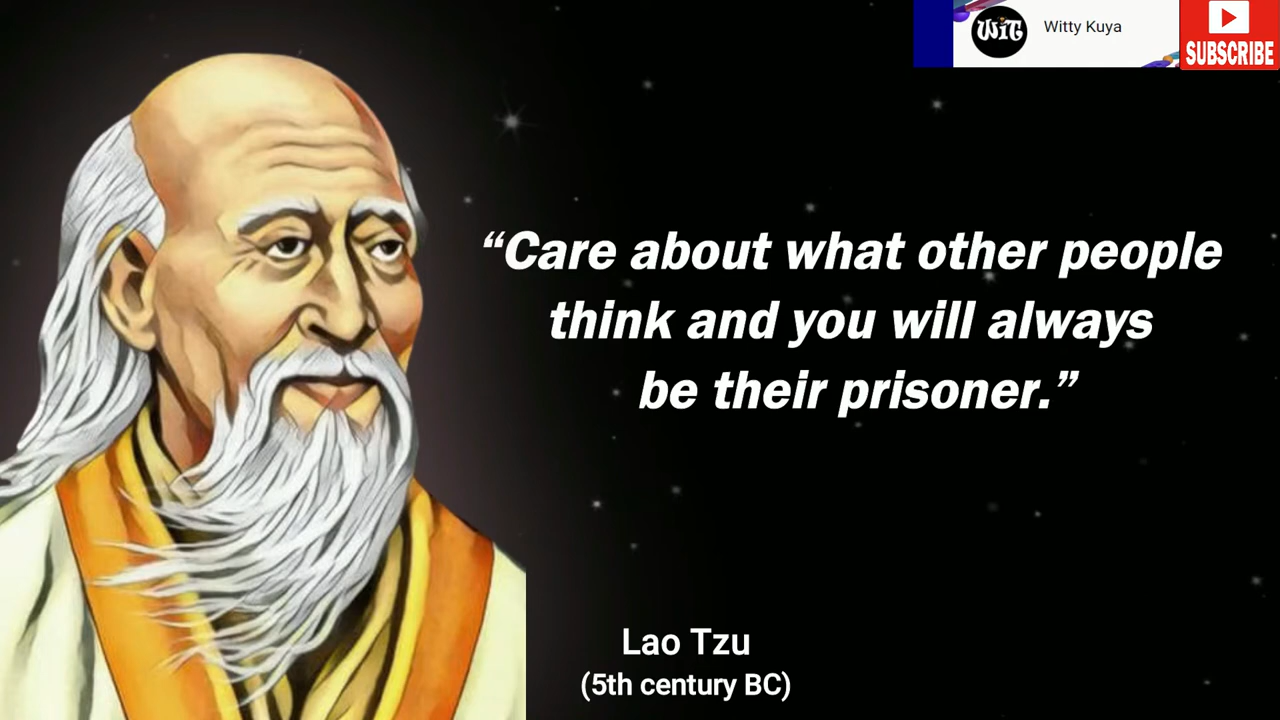 WiT
Witty Kuya
SUBSCRIBE
“Care about what other people
think and you will always
be their prisoner.”
Lao Tzu
(5th century BC)